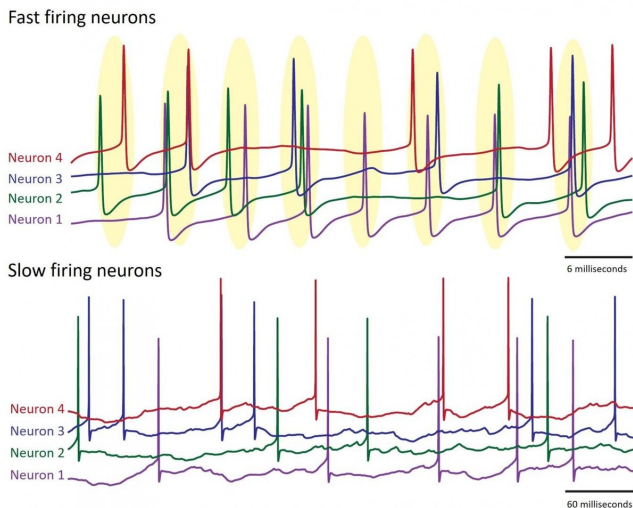 Fast firing neurons
Neuron 4
Neuron 3
Neuron 2
Neuron 1
6 milliseconds
Slow firing neurons
Neuron 4
Neuron 3
Neuron 2
Neuron 1
60 milliseconds